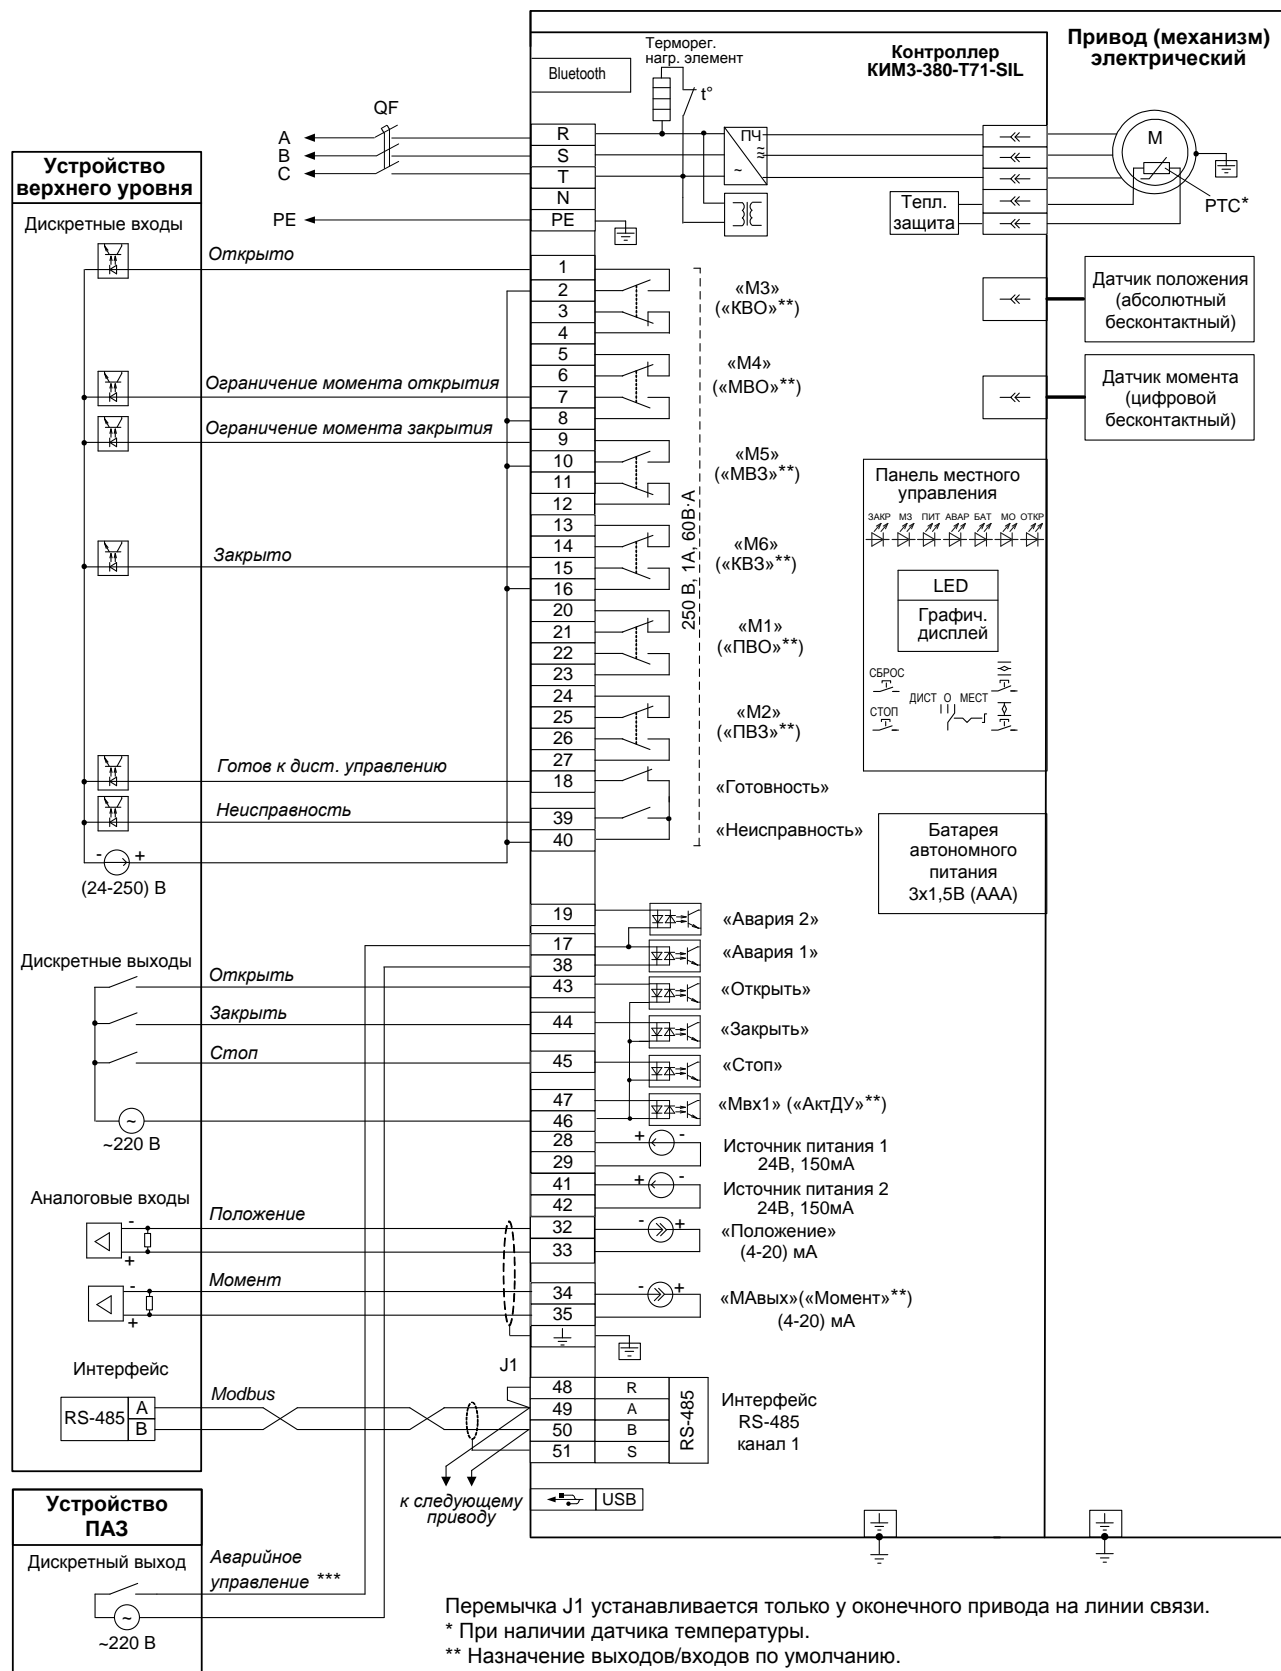 Привод (механизм)
электрический
Контроллер
КИМ3-380-Т71-SIL
Терморег.
нагр. элемент
Bluetooth
t°
QF
A
B
C
PE
R
S
T
N
PE
ПЧ
≈
~
M
PTC*
Тепл.
защита
Устройство
верхнего уровня
Дискретные входы
Открыто
1
2
3
4
«М3»
(«КВО»**)
Датчик положения
(абсолютный
бесконтактный)
5
6
7
8
«М4»
(«МВО»**)
Ограничение момента открытия
Датчик момента
(цифровой
бесконтактный)
Ограничение момента закрытия
9
10
11
12
«М5»
(«МВЗ»**)
250 В, 1А, 60В·А
Панель местного
управления
ЗАКР МЗ ПИТ АВАР БАТ МО ОТКР
13
14
15
16
«М6»
(«КВЗ»**)
Закрыто
LED
Графич.
дисплей
20
21
22
23
«М1»
(«ПВО»**)
СБРОС
СТОП
ДИСТ О МЕСТ
24
25
26
27
«М2»
(«ПВЗ»**)
Готов к дист. управлению
18
«Готовность»
Неисправность
39
40
«Неисправность»
- +
(24-250) В
Батарея
автономного
питания
3х1,5В (ААА)
19
«Авария 2»
17
38
«Авария 1»
Дискретные выходы
Открыть
43
«Открыть»
Закрыть
44
«Закрыть»
Стоп
45
«Стоп»
47
46
«Мвх1» («АктДУ»**)
~
~220 В
28
29
+ -
Источник питания 1
24В, 150мА
41
42
+ -
Источник питания 2
24В, 150мА
Аналоговые входы
Положение
-
+
32
33
- +
«Положение»
(4-20) мА
Момент
-
+
34
35
- +
«МАвых»(«Момент»**)
(4-20) мА
Интерфейс
J1
RS-485
A
B
Modbus
48
49
50
51
R
A
B
S
RS-485
Интерфейс
RS-485
канал 1
к следующему
приводу
USB
Устройство
ПАЗ
Дискретный выход
Аварийное
управление ***
~
~220 В
Перемычка J1 устанавливается только у оконечного привода на линии связи.
* При наличии датчика температуры.
** Назначение выходов/входов по умолчанию.